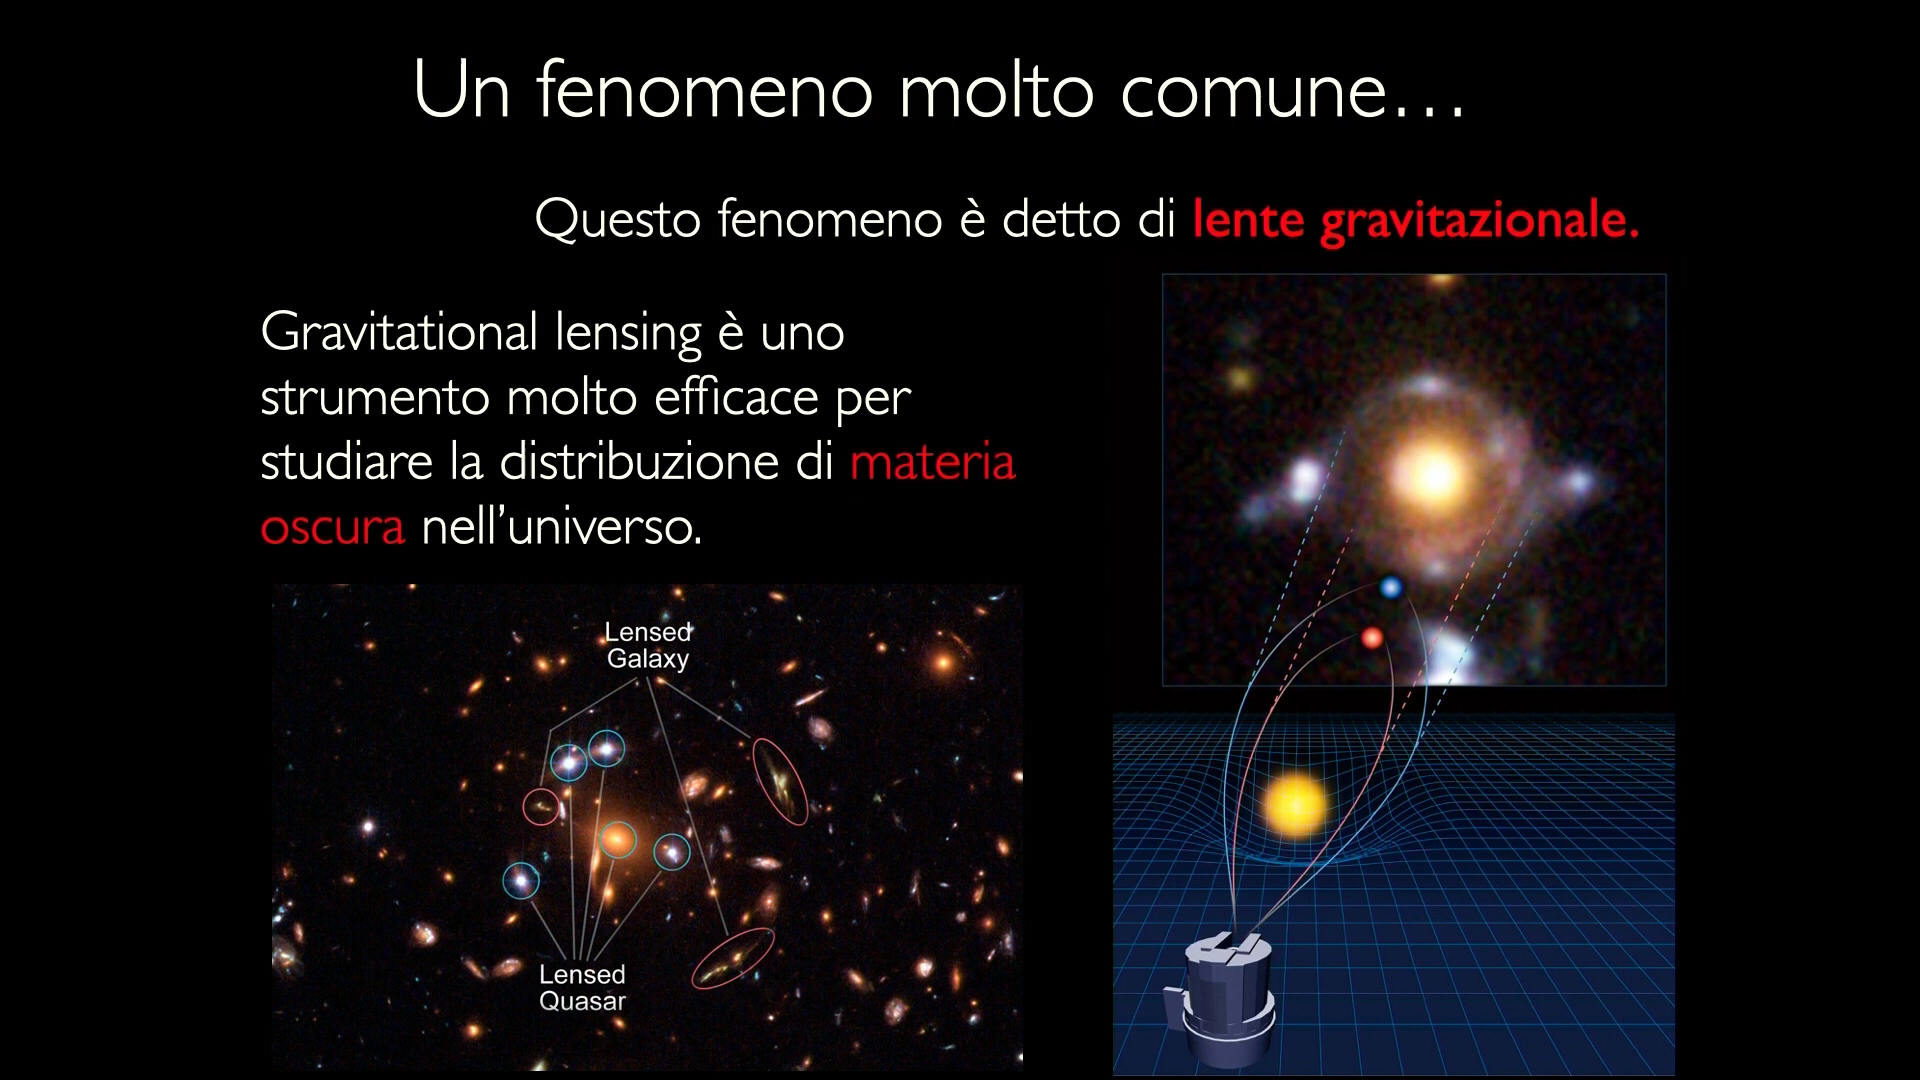 Un fenomeno molto comune…
Questo fenomeno è detto di lente gravitazionale.
Gravitational lensing è uno
strumento molto efficace per
studiare la distribuzione di materia
oscura nell’universo.
Lensed
Galaxy
Lensed
Quasar